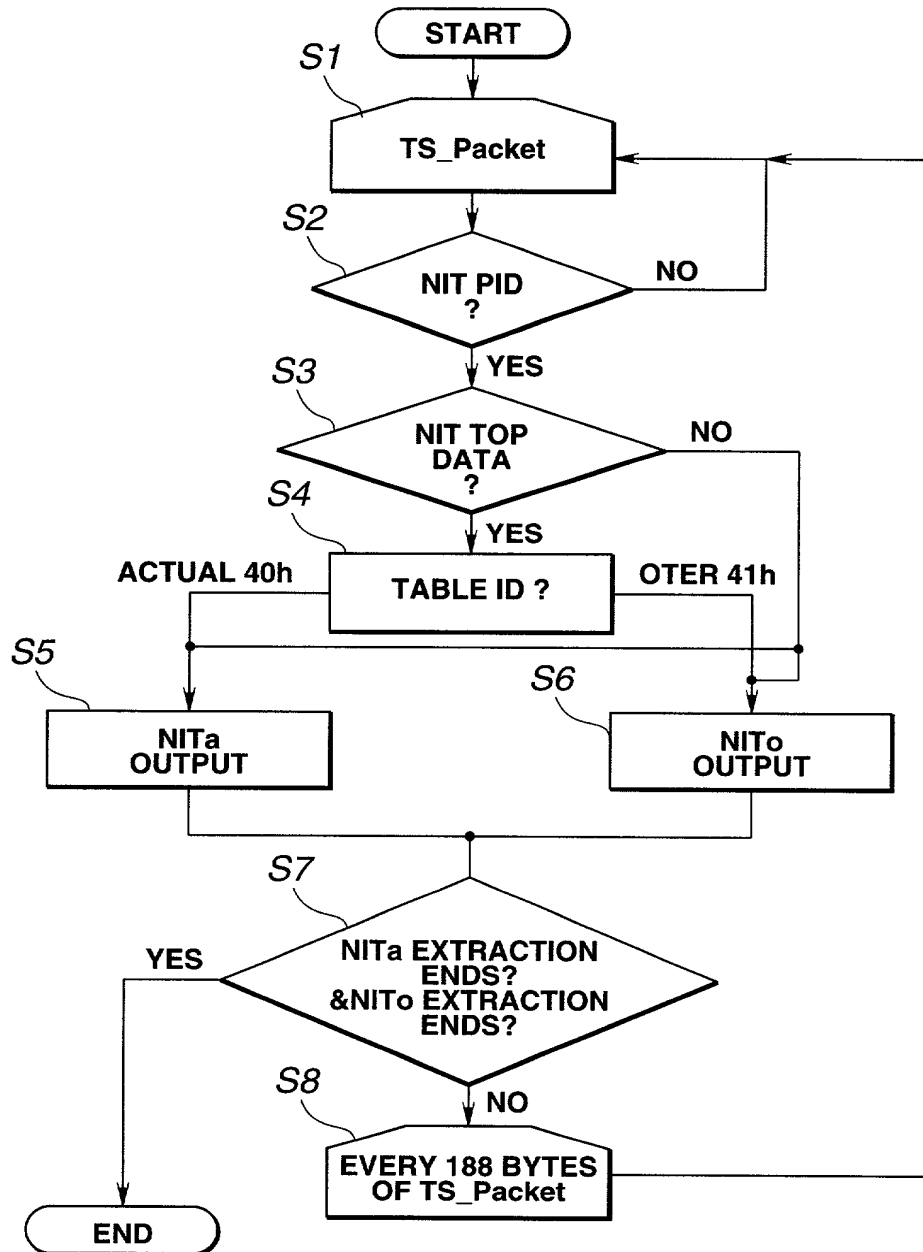 START
S1
TS_Packet
S2
NIT PID
?
NO
YES
S3
NIT TOP
DATA
?
NO
YES
S4
ACTUAL 40h
TABLE ID ?
OTER 41h
S5
NITa
OUTPUT
S6
NITo
OUTPUT
S7
YES
NITa EXTRACTION
ENDS?
&NITo EXTRACTION
ENDS?
NO
S8
EVERY 188 BYTES
OF TS_Packet
END